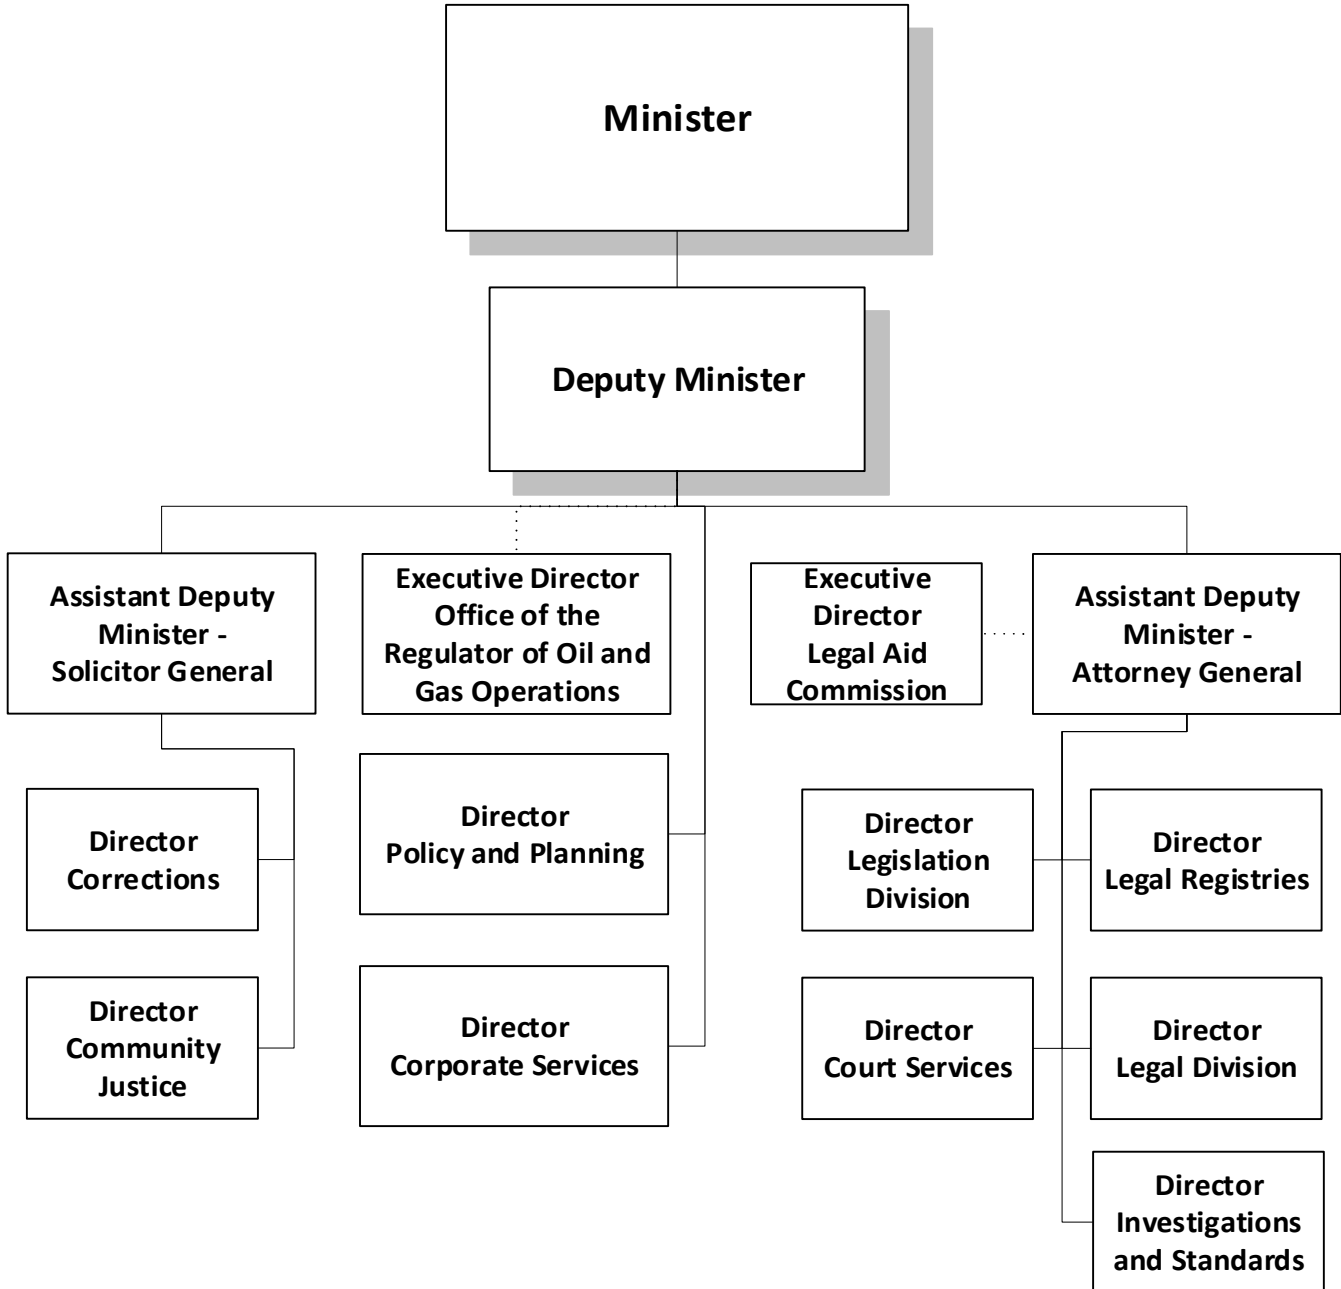 Minister
Deputy Minister
Assistant Deputy
Minister -
Solicitor General
Executive Director
Office of the
Regulator of Oil and
Gas Operations
Executive
Director
Legal Aid
Commission
Assistant Deputy
Minister -
Attorney General
Director
Corrections
Director
Policy and Planning
Director
Legislation
Division
Director
Legal Registries
Director
Community
Justice
Director
Corporate Services
Director
Court Services
Director
Legal Division
Director
Investigations
and Standards